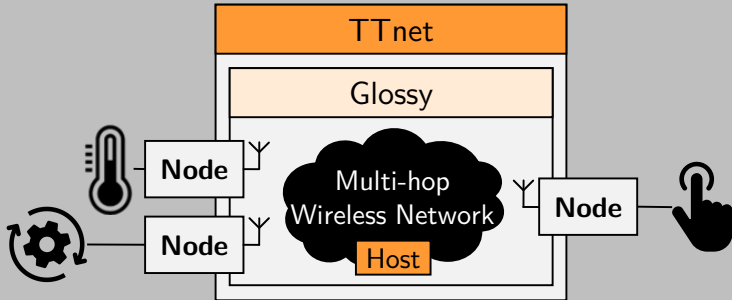 TTnet
Glossy
Node
Multi-hop
Wireless Network
Node
Node
Host